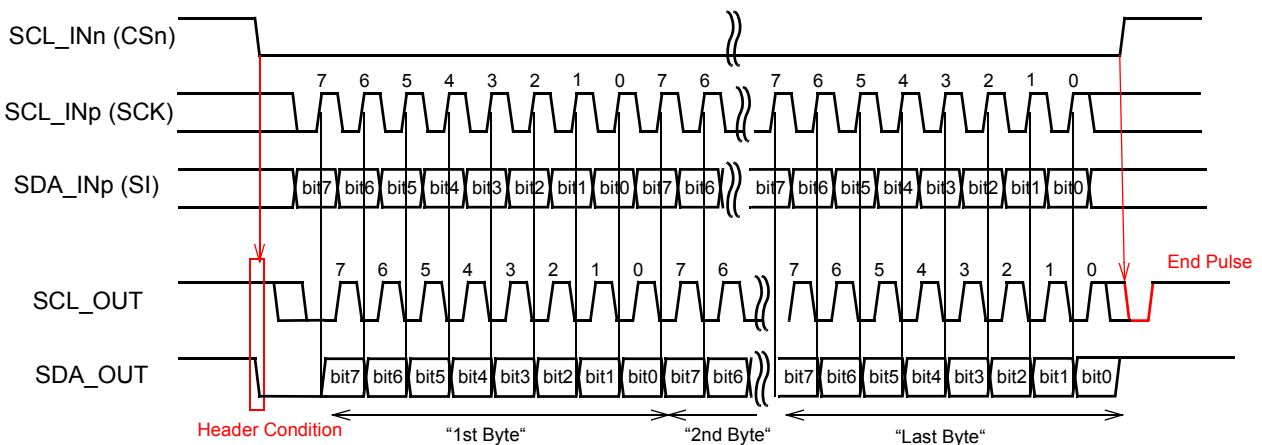 SCL_INn (CSn)
7 6 5 4 3 2 1 0 7 6 7 6 5 4 3 2 1 0
SCL_INp (SCK)
SDA_INp (SI)
bit7 bit6 bit5 bit4 bit3 bit2 bit1 bit0 bit7 bit6 bit7 bit6 bit5 bit4 bit3 bit2 bit1 bit0
7 6 5 4 3 2 1 0 7 6 7 6 5 4 3 2 1 0
End Pulse
SCL_OUT
SDA_OUT
bit7 bit6 bit5 bit4 bit3 bit2 bit1 bit0 bit7 bit6 bit7 bit6 bit5 bit4 bit3 bit2 bit1 bit0
Header Condition
“1st Byte“ “2nd Byte“ “Last Byte“